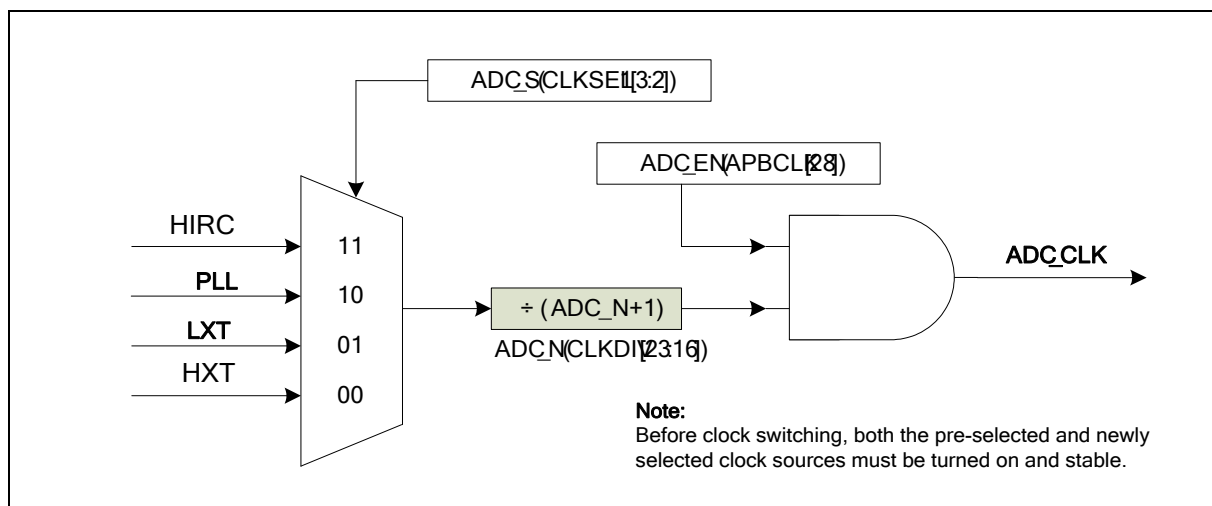 ADC_S(CLKSEL1[3:2])
ADC_EN(APBCLK[28])
HIRC
11
PLL
10
LXT
01
HXT
00
÷ ( ADC_N+1)
ADC_N(CLKDIV[23:16])
ADC_CLK
Note:
Before clock switching, both the pre-selected and newly
selected clock sources must be turned on and stable.